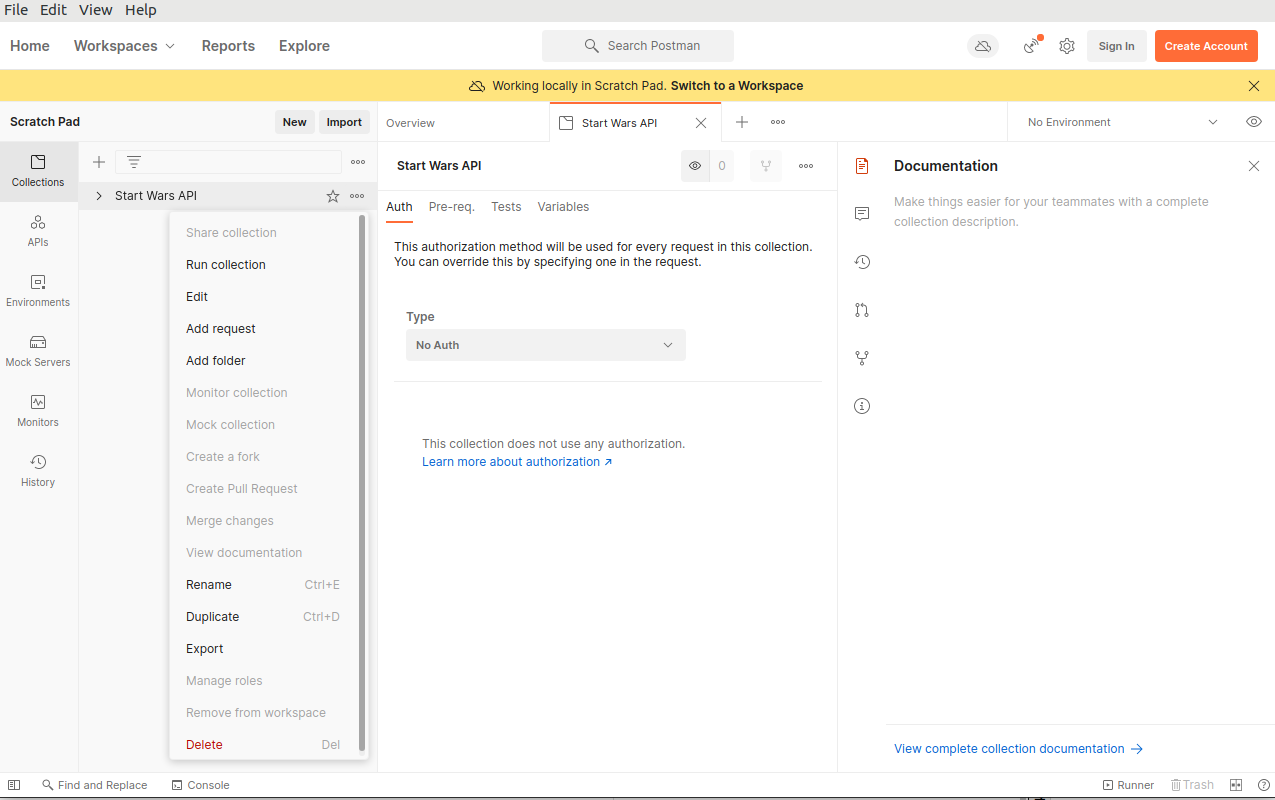 File Edit View Help
Home Workspaces Reports Explore Search Postman Sign In Create Account
Working locally in Scratch Pad. Switch to a Workspace
Scratch Pad New Import Overview Start Wars API No Environment
Collections
APIs
Environments
Mock Servers
Monitors
History
Start Wars API
Share collection
Run collection
Edit
Add request
Add folder
Monitor collection
Mock collection
Create a fork
Create Pull Request
Merge changes
View documentation
Rename Ctrl+E
Duplicate Ctrl+D
Export
Manage roles
Remove from workspace
Delete Del
Start Wars API 0
Auth Pre-req. Tests Variables
This authorization method will be used for every request in this collection.
You can override this by specifying one in the request.
Type
No Auth
This collection does not use any authorization.
Learn more about authorization ↗
Documentation
Make things easier for your teammates with a complete
collection description.
View complete collection documentation →
Find and Replace Console Runner Trash